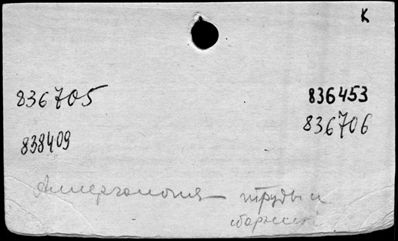 К
836705
836453
836706
838409
Аллергология – труды и
сборники